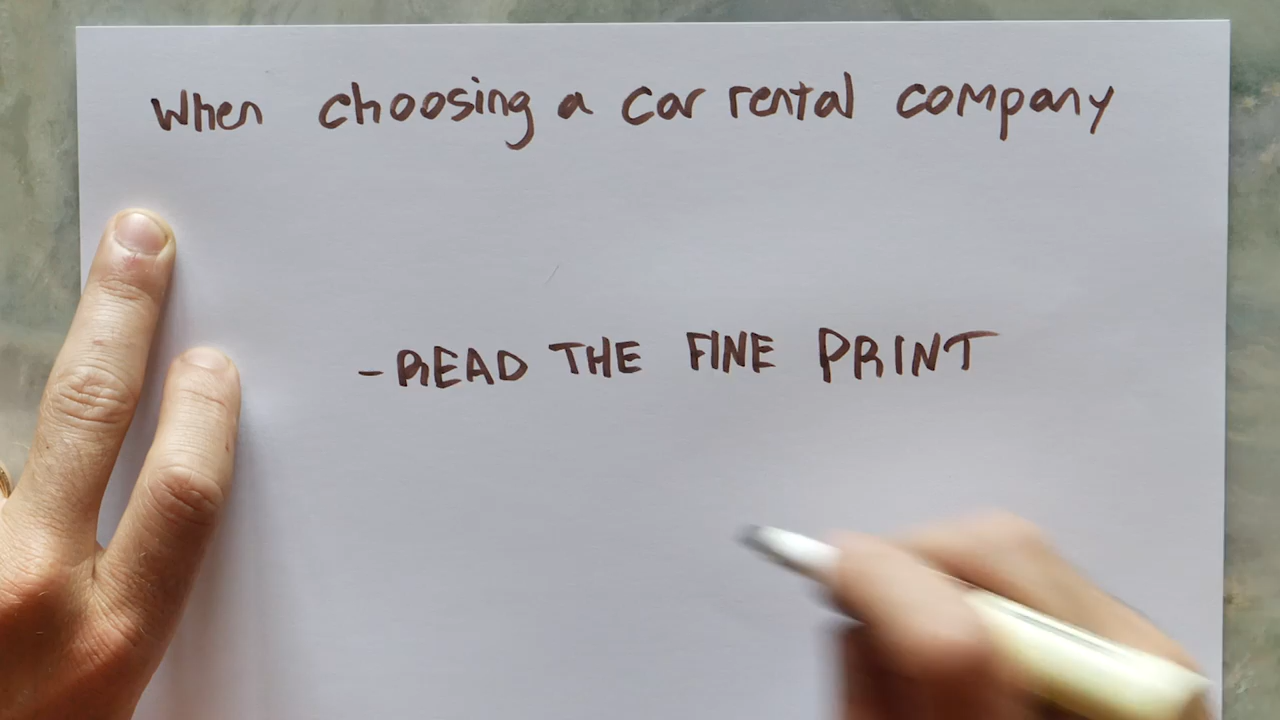 When choosing a car rental company
- READ THE FINE PRINT